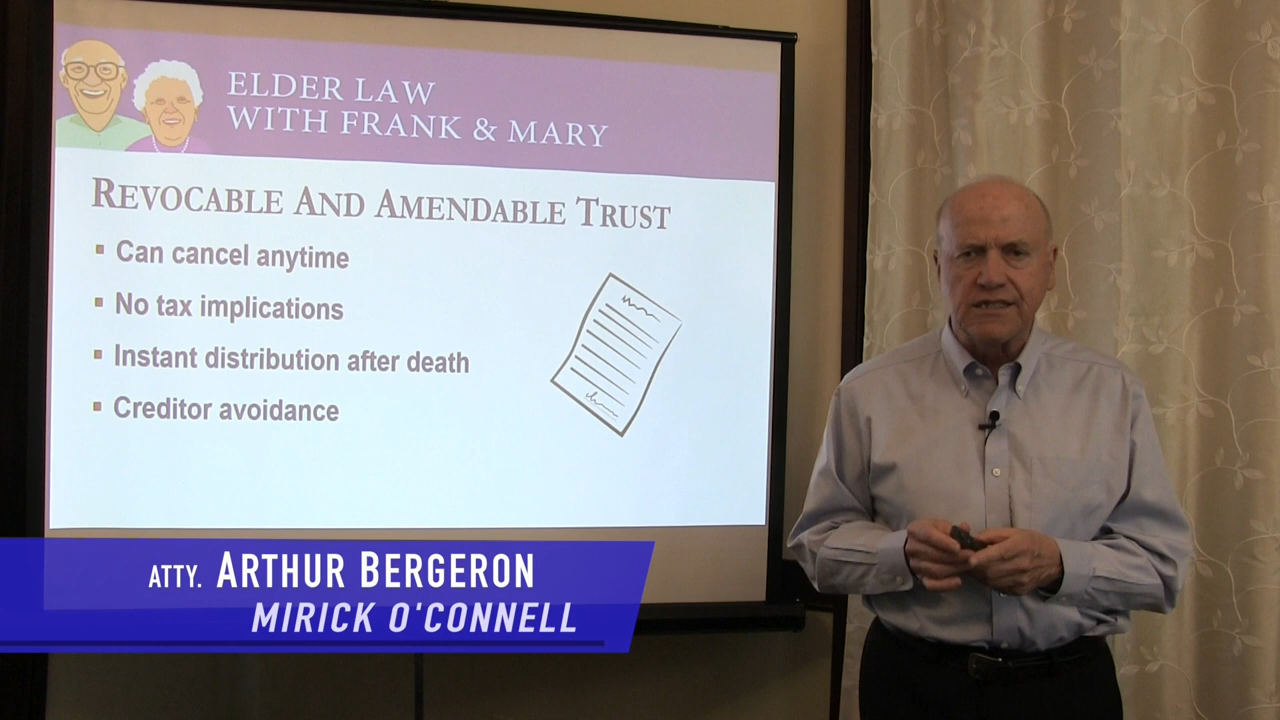 ELDER LAW
WITH FRANK & MARY
REVOCABLE AND AMENDABLE TRUST
▪ Can cancel anytime
▪ No tax implications
▪ Instant distribution after death
▪ Creditor avoidance
ATTY. ARTHUR BERGERON
MIRICK O'CONNELL